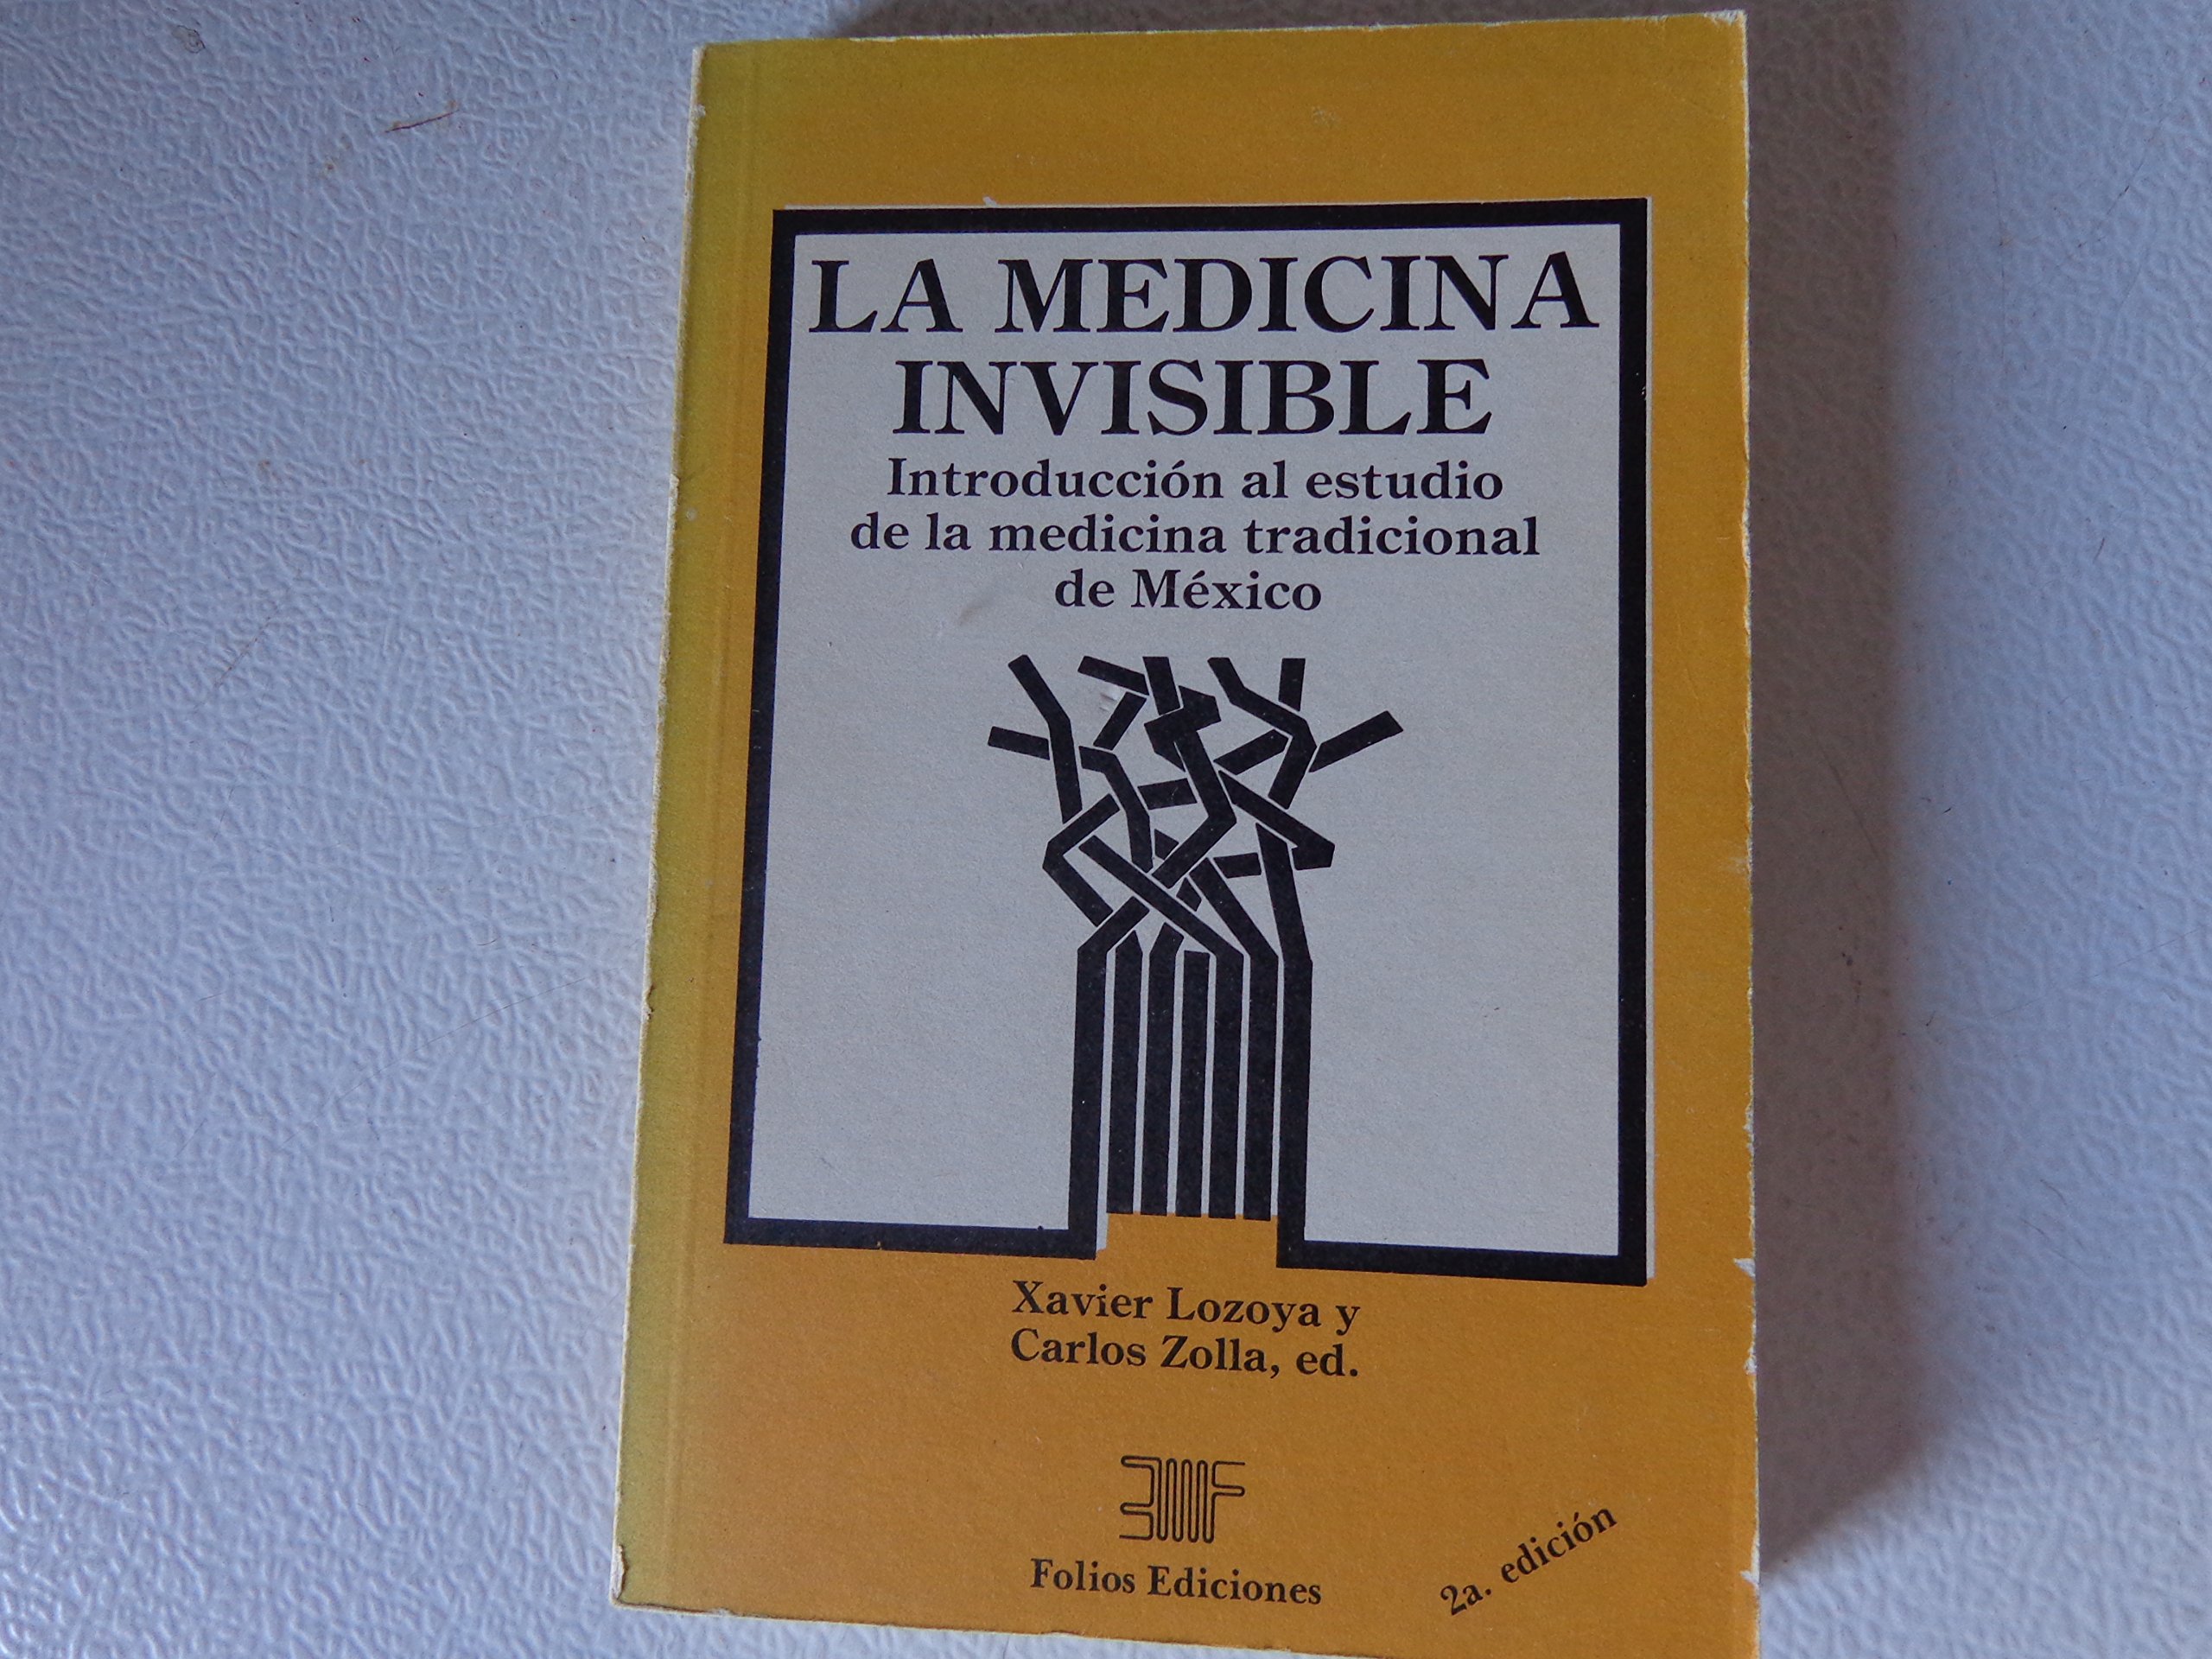 LA MEDICINA
INVISIBLE
Introducción al estudio
de la medicina tradicional
de México
Xavier Lozoya y
Carlos Zolla, ed.
Folios Ediciones
2a. edición